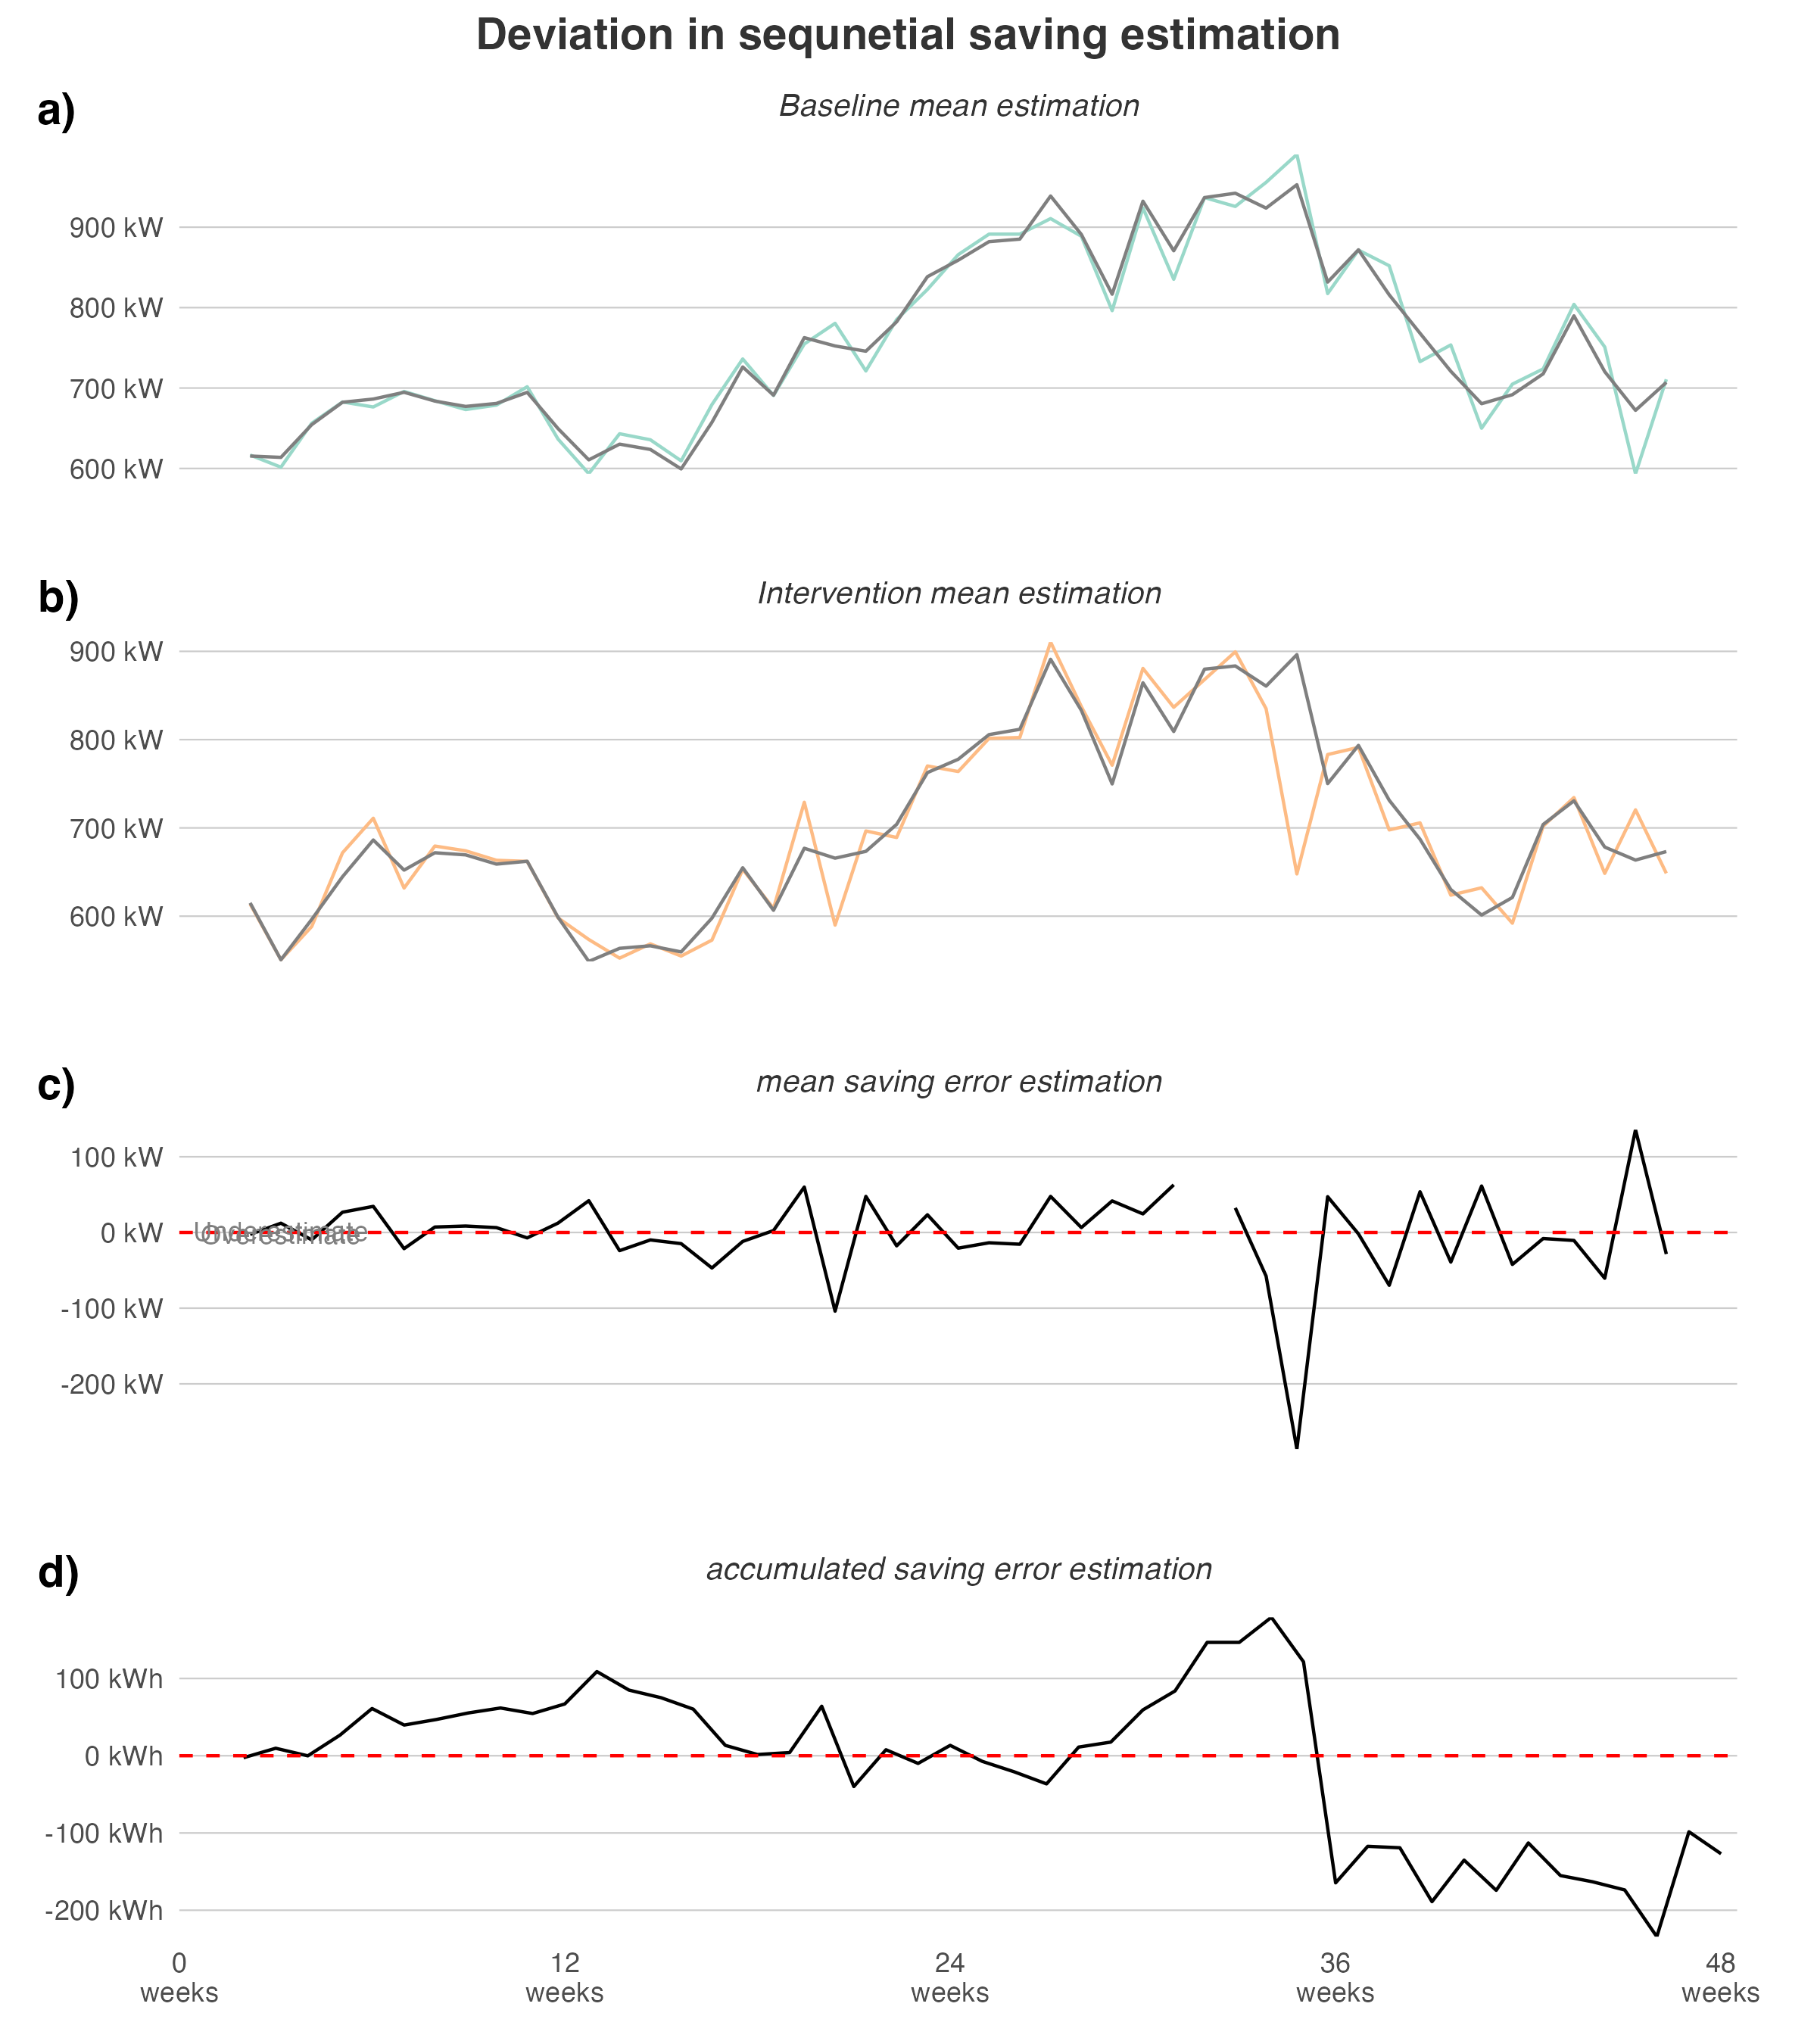 Deviation in sequnetial saving estimation
a)
Baseline mean estimation
900 kW
800 kW
700 kW
600 kW
b)
Intervention mean estimation
900 kW
800 kW
700 kW
600 kW
c)
mean saving error estimation
100 kW
0 kW
-100 kW
-200 kW
Underestimate
Overestimate
d)
accumulated saving error estimation
100 kWh
0 kWh
-100 kWh
-200 kWh
0 12 24 36 48
weeks weeks weeks weeks weeks